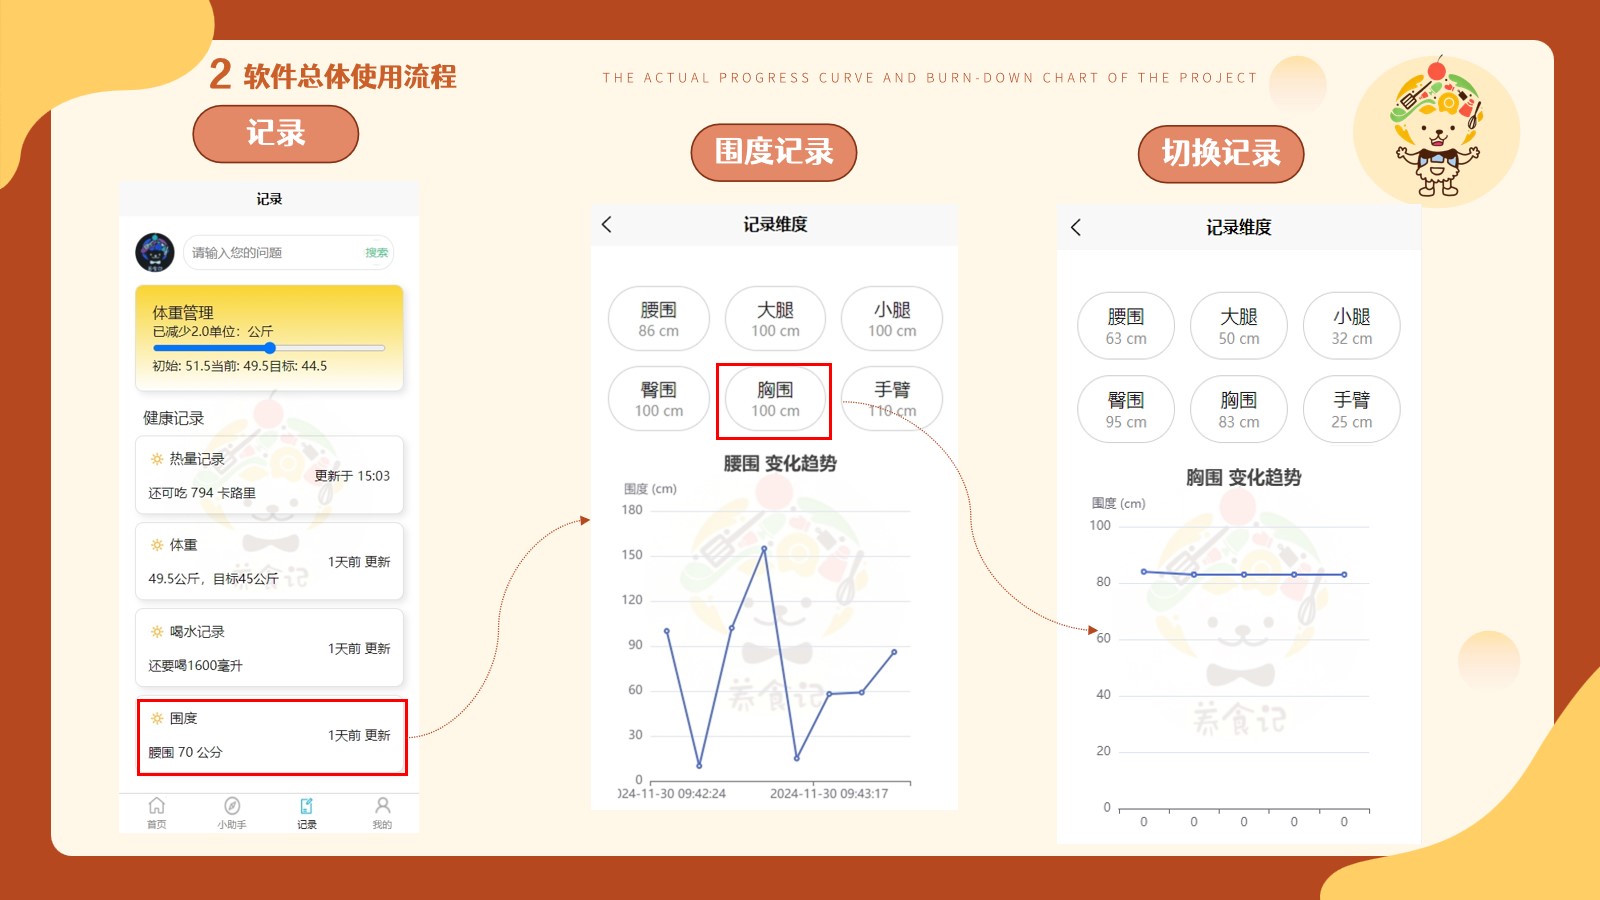 2 软件总体使用流程
THE ACTUAL PROGRESS CURVE AND BURN-DOWN CHART OF THE PROJECT
记录
围度记录
切换记录
记录
请输入您的问题
搜索
体重管理
已减少2.0单位：公斤
初始: 51.5当前: 49.5目标: 44.5
健康记录
热量记录
更新于 15:03
还可吃 794 卡路里
体重
1天前 更新
49.5公斤，目标45公斤
喝水记录
1天前 更新
还要喝1600毫升
围度
1天前 更新
腰围 70 公分
首页
小助手
记录
我的
养食记
记录维度
腰围
86 cm
大腿
100 cm
小腿
100 cm
臀围
100 cm
胸围
100 cm
手臂
110 cm
腰围 变化趋势
围度 (cm)
180
150
120
90
60
30
0
24-11-30 09:42:24
2024-11-30 09:43:17
养食记
记录维度
腰围
63 cm
大腿
50 cm
小腿
32 cm
臀围
95 cm
胸围
83 cm
手臂
25 cm
胸围 变化趋势
围度 (cm)
100
80
60
40
20
0
0 0 0 0 0
养食记